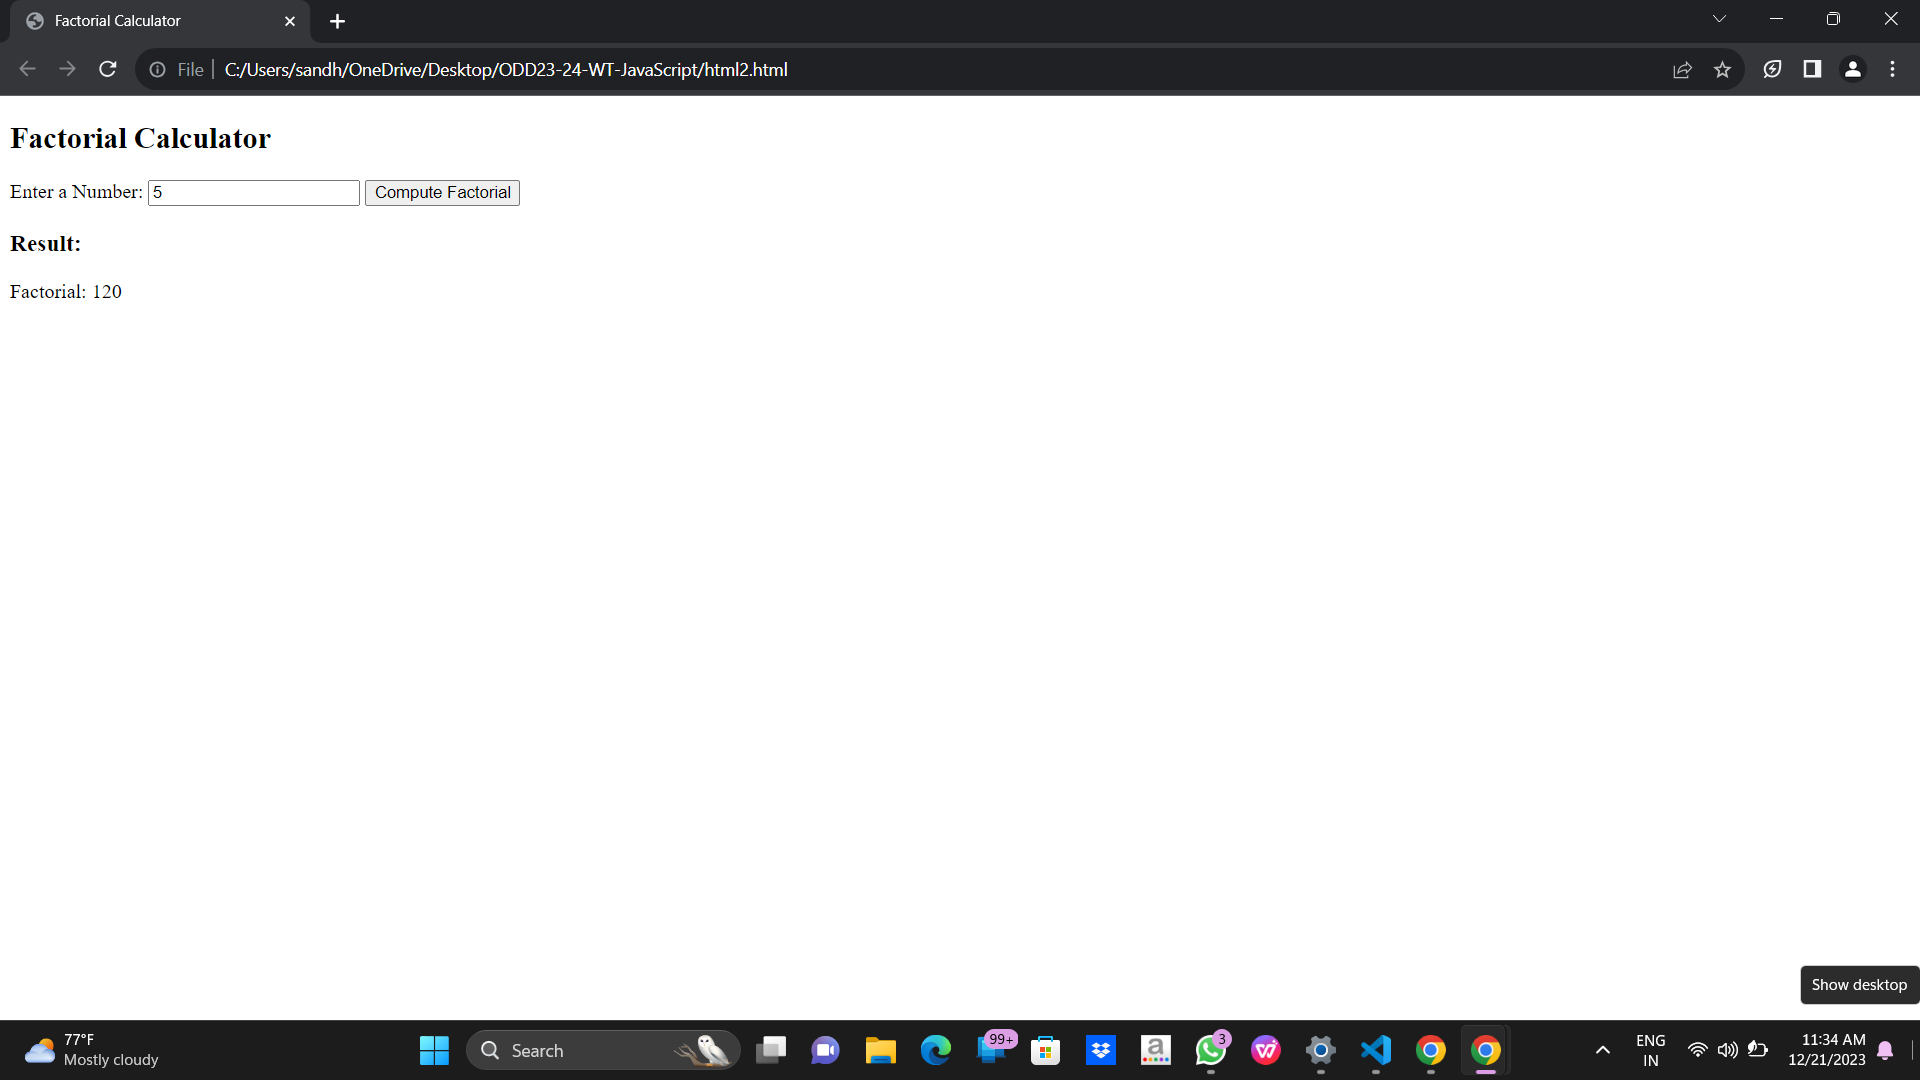 Factorial Calculator
File C:/Users/sandh/OneDrive/Desktop/ODD23-24-WT-JavaScript/html2.html
Factorial Calculator
Enter a Number: 5 Compute Factorial
Result:
Factorial: 120
Show desktop
77°F
Mostly cloudy
Search
99+
a
3
W
ENG
IN
11:34 AM
12/21/2023